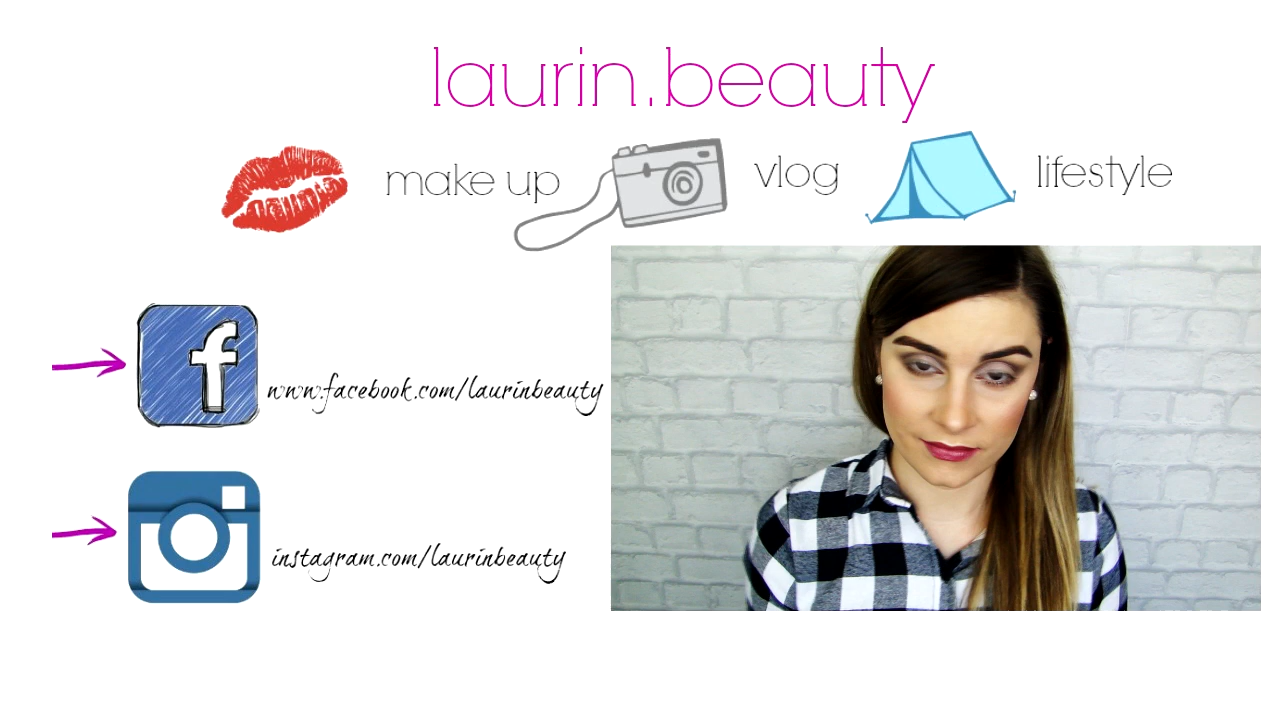 laurin.beauty
make up
vlog
lifestyle
www.facebook.com/laurinbeauty
instagram.com/laurinbeauty